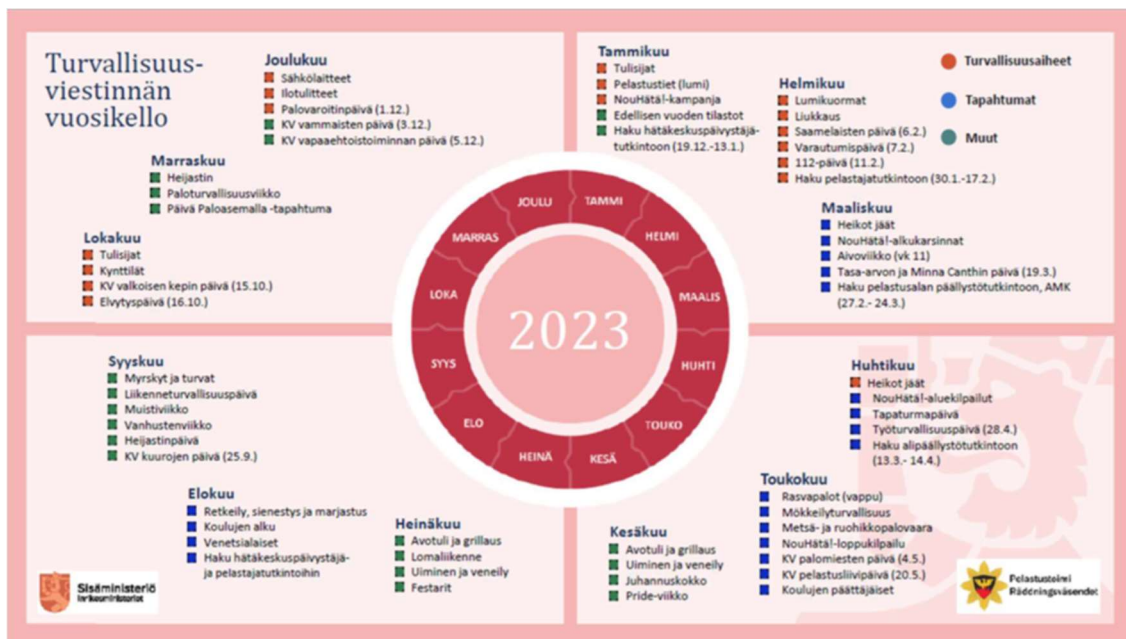 Turvallisuus-
viestinnän
vuosikello
Joulukuu
Sähkölaitteet
Ilotulitteet
Palovaroitinpäivä (1.12.)
KV vammaisten päivä (3.12.)
KV vapaaehtoistoiminnan päivä (5.12.)
Marraskuu
Heijastin
Paloturvallisuusviikko
Päivä Paloasemalla -tapahtuma
Lokakuu
Tulisijat
Kynttilät
KV valkoisen kepin päivä (15.10.)
Elvytyspäivä (16.10.)
Tammikuu
Tulisijat
Pelastustiet (lumi)
NouHätä!-kampanja
Edellisen vuoden tilastot
Haku hätäkeskuspäivystäjä-
tutkintoon (19.12.-13.1.)
Helmikuu
Lumikuormat
Liukkaus
Saamelaisten päivä (6.2.)
Varautumispäivä (7.2.)
112-päivä (11.2.)
Haku pelastajatutkintoon (30.1.-17.2.)
Turvallisuusaiheet
Tapahtumat
Muut
Maaliskuu
Heikot jäät
NouHätä!-alkukarsinnat
Aivoviikko (vk 11)
Tasa-arvon ja Minna Canthin päivä (19.3.)
Haku pelastusalan päällystötutkintoon, AMK
(27.2.- 24.3.)
JOULU
TAMMI
MARRAS
HELMI
LOKA
MAALIS
2023
SYYS
HUHTI
ELO
TOUKO
HEINÄ
KESÄ
Syyskuu
Myrskyt ja turvat
Liikenneturvallisuuspäivä
Muistiviikko
Vanhustenviikko
Heijastinpäivä
KV kuurojen päivä (25.9.)
Elokuu
Retkeily, sienestys ja marjastus
Koulujen alku
Venetsialaiset
Haku hätäkeskuspäivystäjä-
ja pelastajatutkintoihin
Heinäkuu
Avotuli ja grillaus
Lomaliikenne
Uiminen ja veneily
Festarit
Huhtikuu
Heikot jäät
NouHätä!-aluekilpailut
Tapaturmapäivä
Työturvallisuuspäivä (28.4.)
Haku alipäällystötutkintoon
(13.3.- 14.4.)
Toukokuu
Rasvapalot (vappu)
Mökkeilyturvallisuus
Metsä- ja ruohikkopalovaara
NouHätä!-loppukilpailu
KV palomiesten päivä (4.5.)
KV pelastusliivipäivä (20.5.)
Koulujen päättäjäiset
Kesäkuu
Avotuli ja grillaus
Uiminen ja veneily
Juhannuskokko
Pride-viikko
Sisäministeriö
Inrikesministeriet
Pelastustoimi
Räddningsväsendet